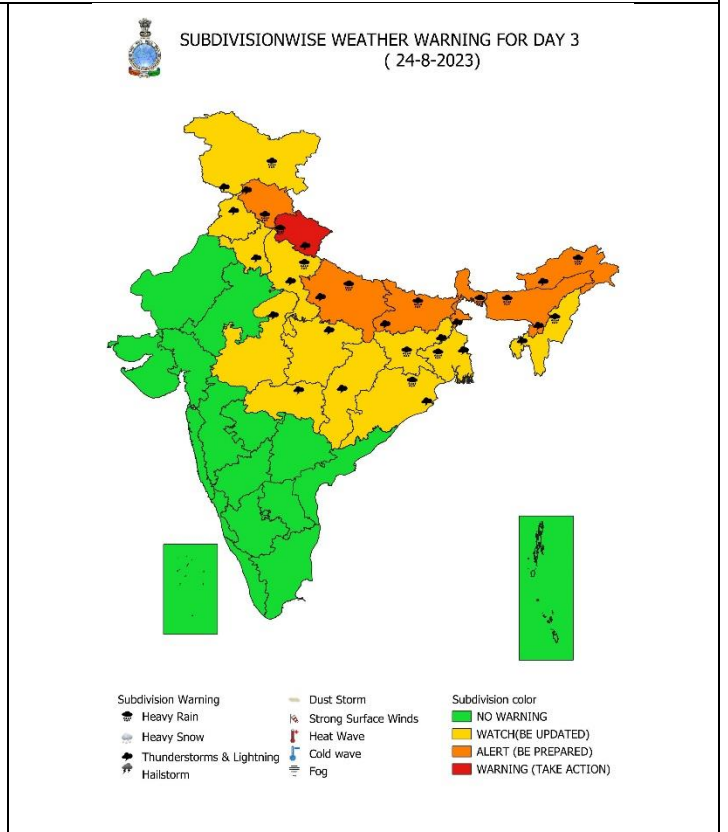 SUBDIVISIONWISE WEATHER WARNING FOR DAY 3
( 24-8-2023)
Subdivision Warning
Heavy Rain
Heavy Snow
Thunderstorms & Lightning
Hailstorm
Dust Storm
Strong Surface Winds
Heat Wave
Cold wave
Fog
Subdivision color
NO WARNING
WATCH(BE UPDATED)
ALERT (BE PREPARED)
WARNING (TAKE ACTION)